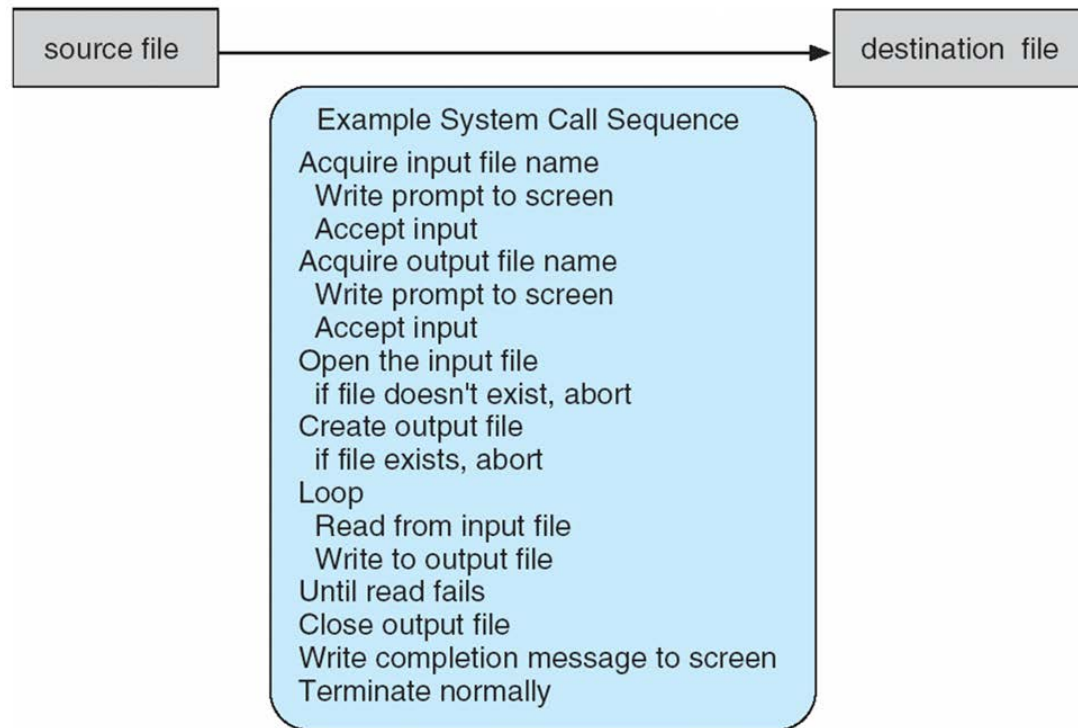 source file
destination file
Example System Call Sequence
Acquire input file name
Write prompt to screen
Accept input
Acquire output file name
Write prompt to screen
Accept input
Open the input file
if file doesn't exist, abort
Create output file
if file exists, abort
Loop
Read from input file
Write to output file
Until read fails
Close output file
Write completion message to screen
Terminate normally